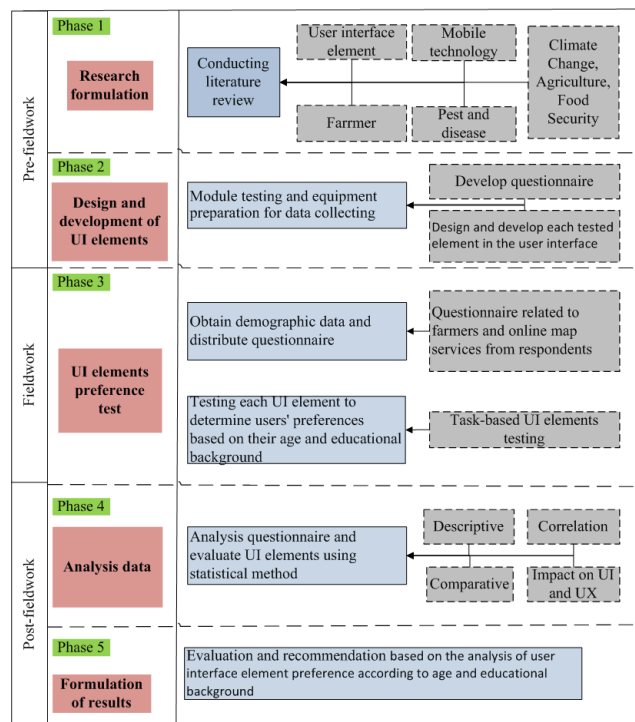 Pre-fieldwork
Phase 1
Research
formulation
Conducting
literature
review
User interface
element
Mobile
technology
Climate
Change,
Agriculture,
Food
Security
Farrmer
Pest and
disease
Phase 2
Design and
development of
UI elements
Module testing and equipment
preparation for data collecting
Develop questionnaire
Design and develop each tested
element in the user interface
Fieldwork
Phase 3
UI elements
preference
test
Obtain demographic data and
distribute questionnaire
Questionnaire related to
farmers and online map
services from respondents
Testing each UI element to
determine users' preferences
based on their age and educational
background
Task-based UI elements
testing
Post-fieldwork
Phase 4
Analysis data
Analysis questionnaire and
evaluate UI elements using
statistical method
Descriptive
Correlation
Comparative
Impact on UI
and UX
Phase 5
Formulation
of results
Evaluation and recommendation based on the analysis of user
interface element preference according to age and educational
background